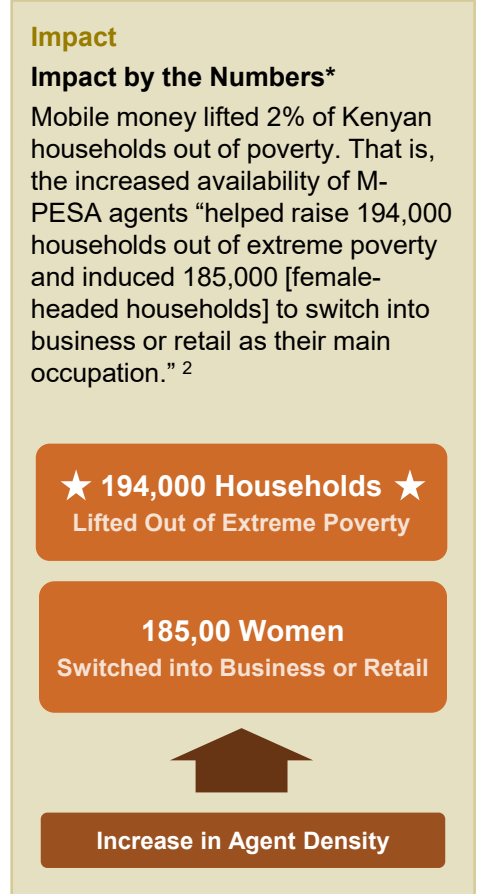 Impact
Impact by the Numbers*
Mobile money lifted 2% of Kenyan
households out of poverty. That is,
the increased availability of M-
PESA agents “helped raise 194,000
households out of extreme poverty
and induced 185,000 [female-
headed households] to switch into
business or retail as their main
occupation.” 2
★ 194,000 Households ★
Lifted Out of Extreme Poverty
185,00 Women
Switched into Business or Retail
Increase in Agent Density